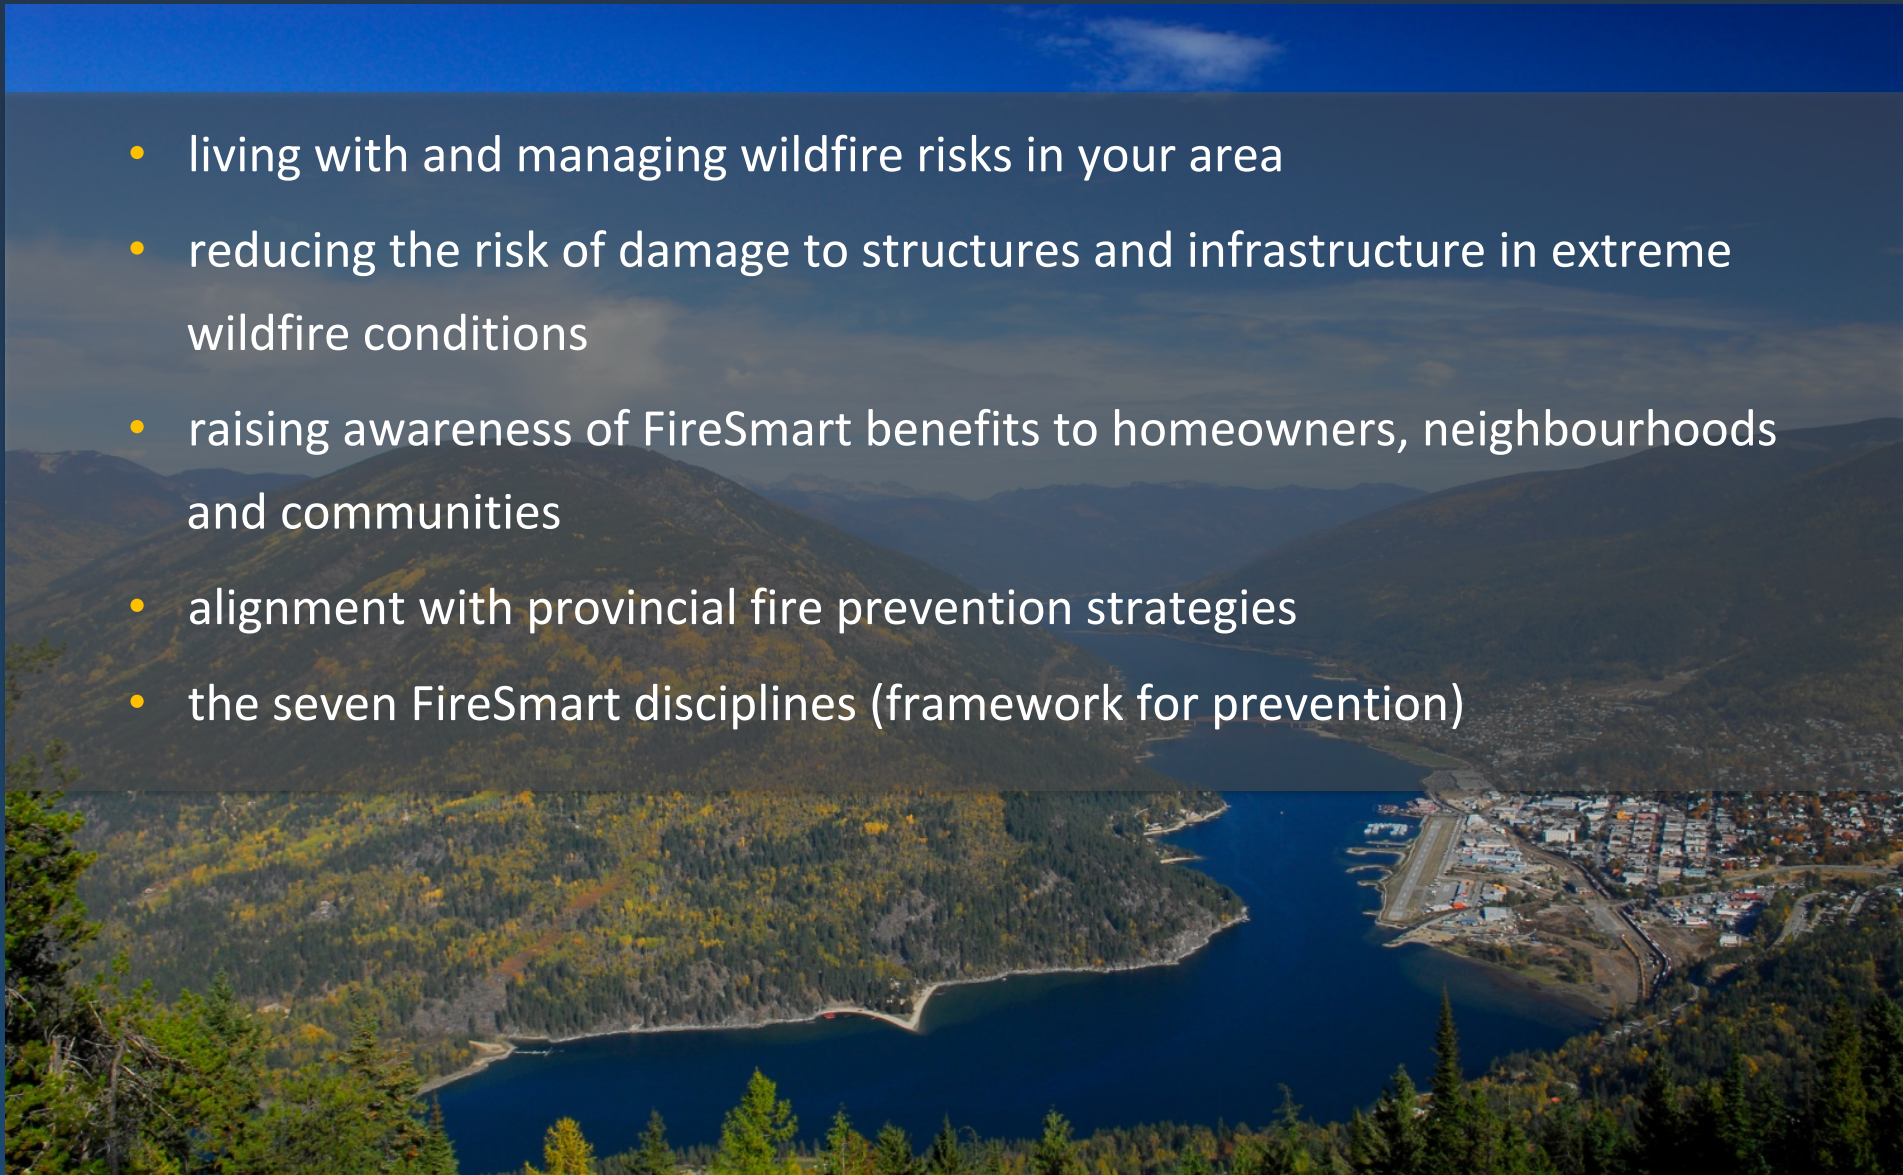 • living with and managing wildfire risks in your area
• reducing the risk of damage to structures and infrastructure in extreme
wildfire conditions
• raising awareness of FireSmart benefits to homeowners, neighbourhoods
and communities
• alignment with provincial fire prevention strategies
• the seven FireSmart disciplines (framework for prevention)